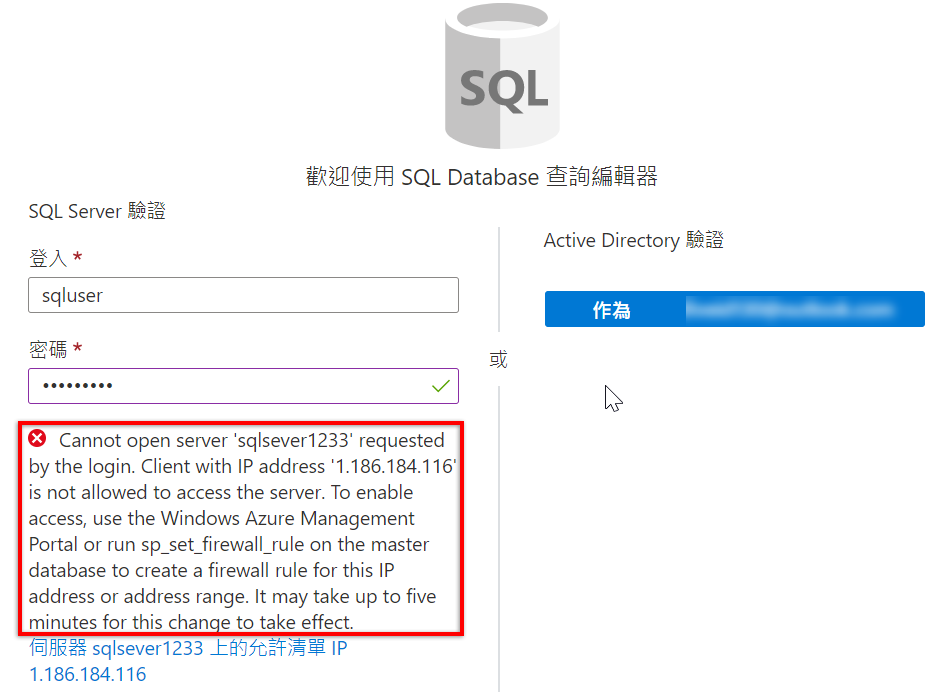 SQL
歡迎使用 SQL Database 查詢編輯器
SQL Server 驗證
登入 *
sqluser
密碼 *
•••••••••
Cannot open server 'sqlsever1233' requested
by the login. Client with IP address '1.186.184.116'
is not allowed to access the server. To enable
access, use the Windows Azure Management
Portal or run sp_set_firewall_rule on the master
database to create a firewall rule for this IP
address or address range. It may take up to five
minutes for this change to take effect.
伺服器 sqlsever1233 上的允許清單 IP
1.186.184.116
或
Active Directory 驗證
作為